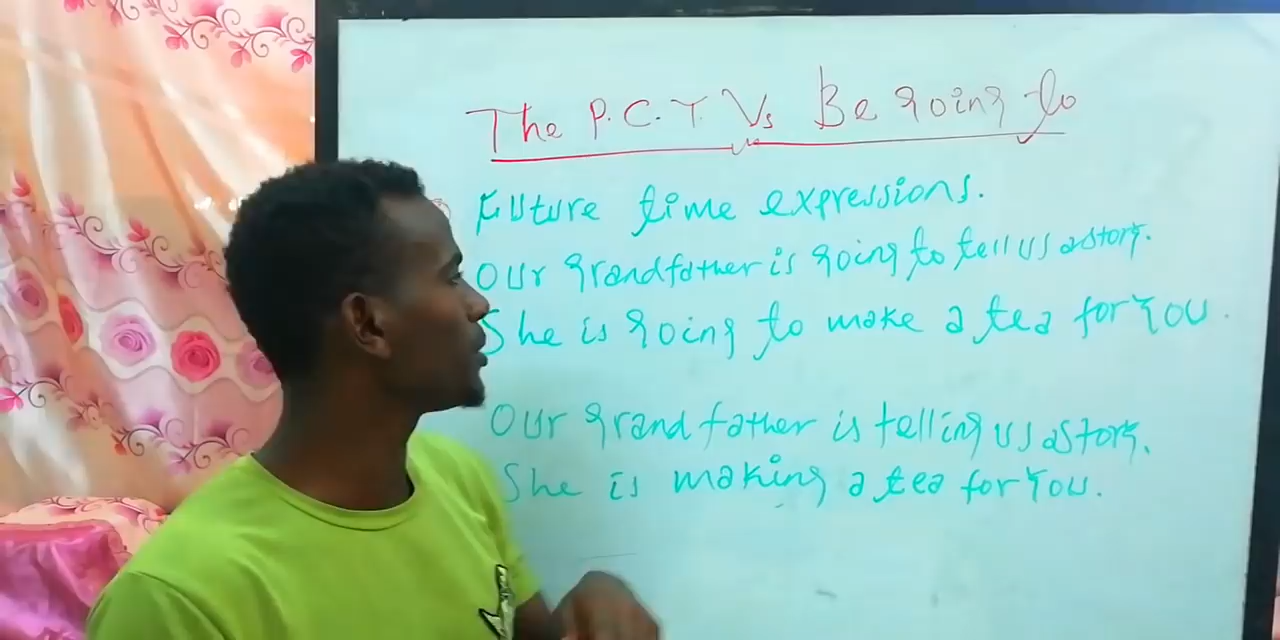 The P.C.T. Vs Be going to
Future time expressions.
Our grandfather is going to tell us a story.
She is going to make a tea for You.
Our grand father is telling us a story.
She is making a tea for You.